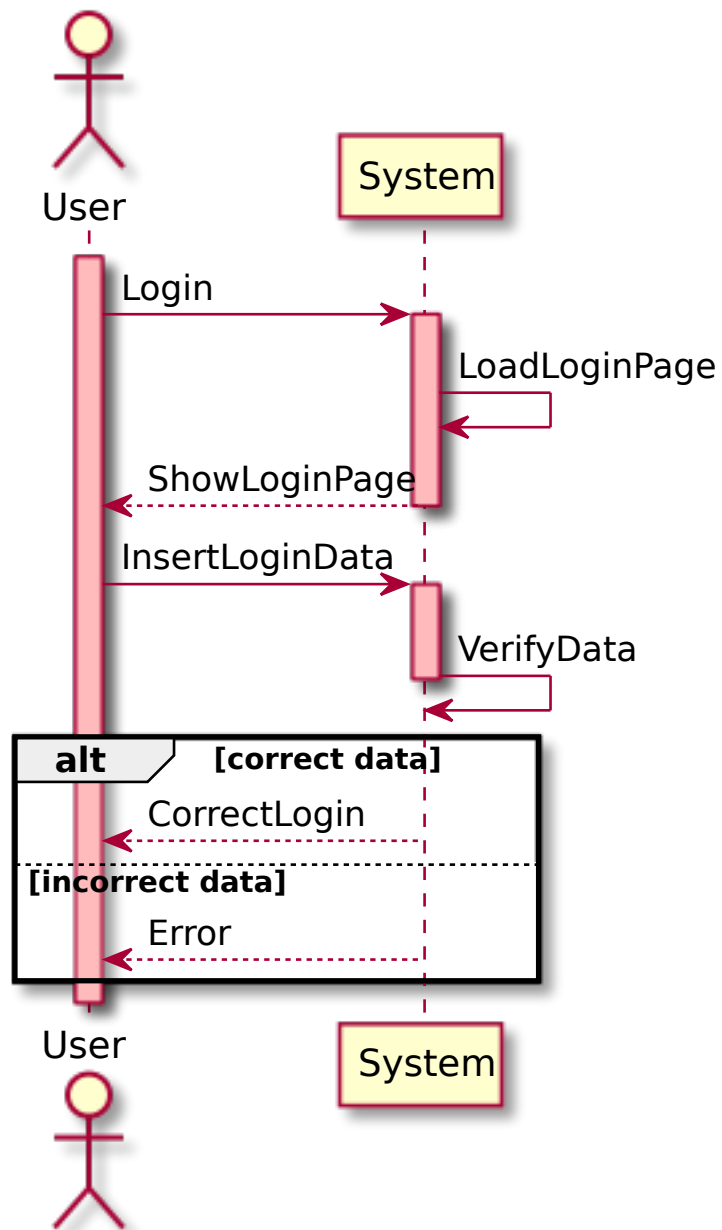 User
System
Login
LoadLoginPage
ShowLoginPage
InsertLoginData
VerifyData
alt [correct data]
CorrectLogin
[incorrect data]
Error
User
System